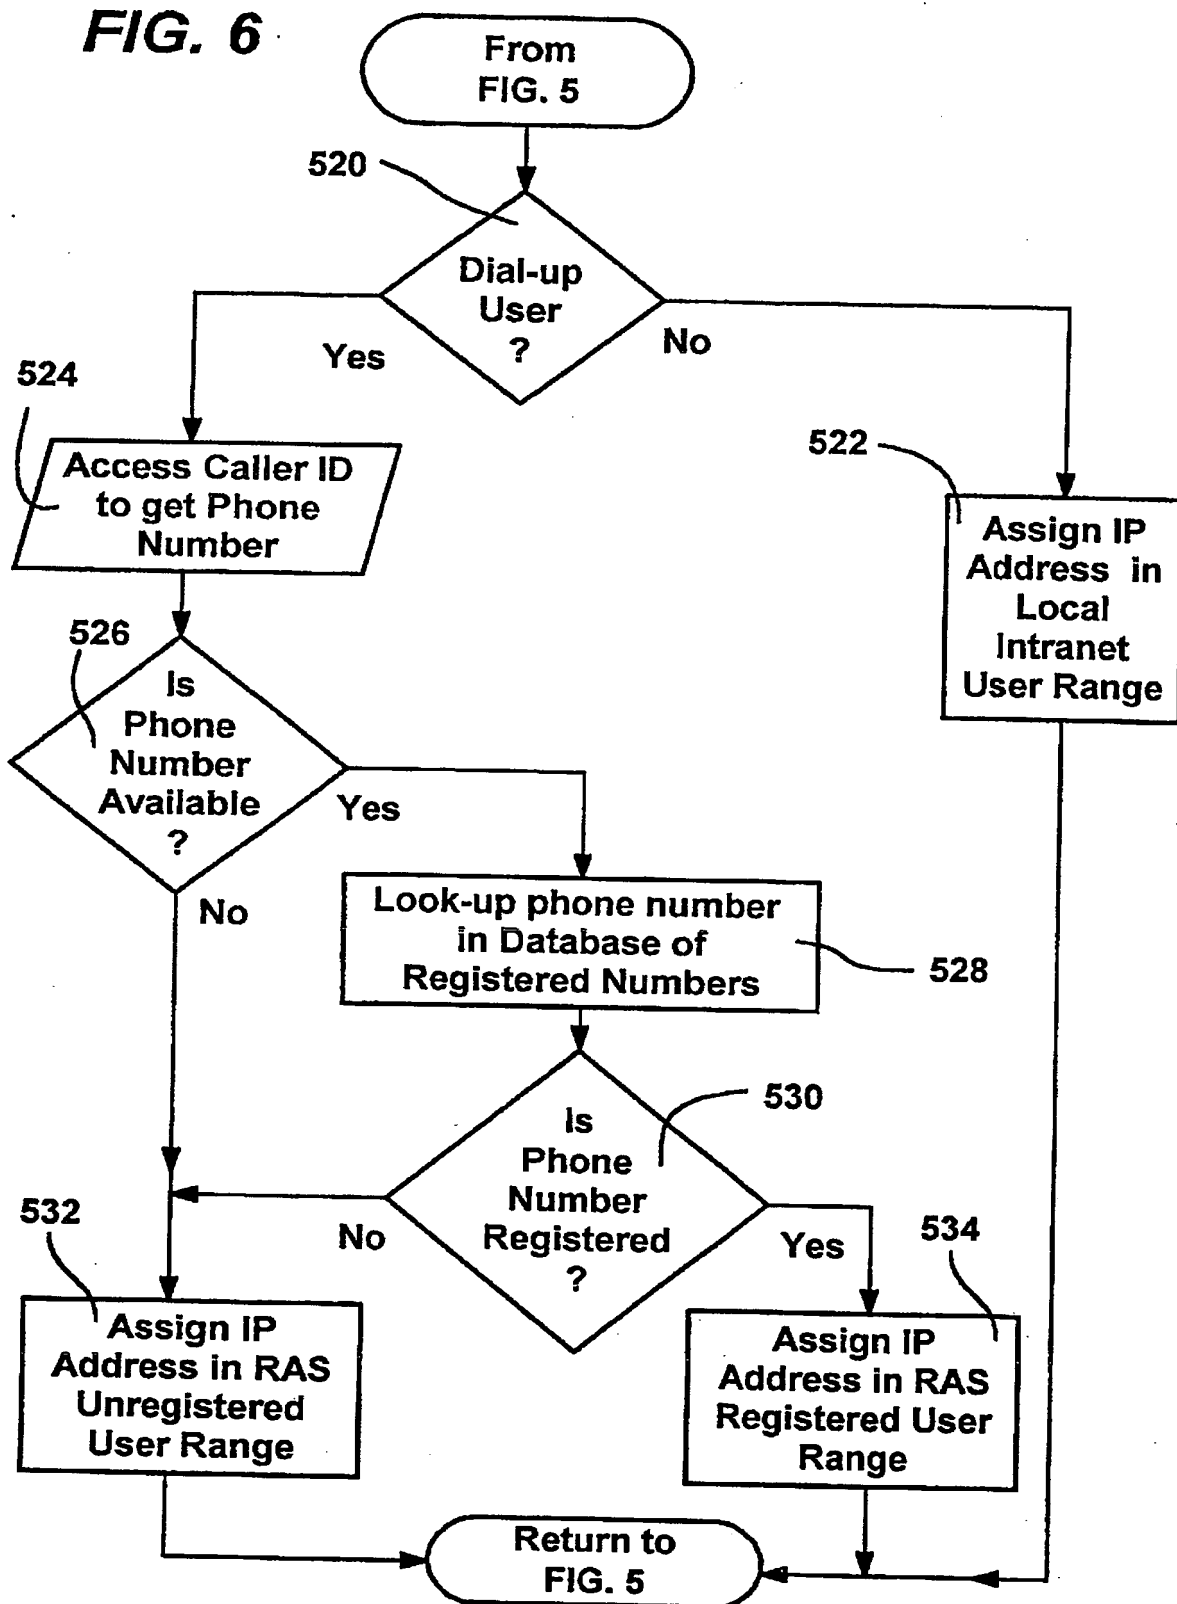 FIG. 6
From
FIG. 5
520
Dial-up
User
?
Yes
No
524
Access Caller ID
to get Phone
Number
522
Assign IP
Address in
Local
Intranet
User Range
526
Is
Phone
Number
Available
?
Yes
No
Look-up phone number
in Database of
Registered Numbers
528
530
Is
Phone
Number
Registered
?
No
Yes
532
Assign IP
Address in RAS
Unregistered
User Range
534
Assign IP
Address in RAS
Registered User
Range
Return to
FIG. 5